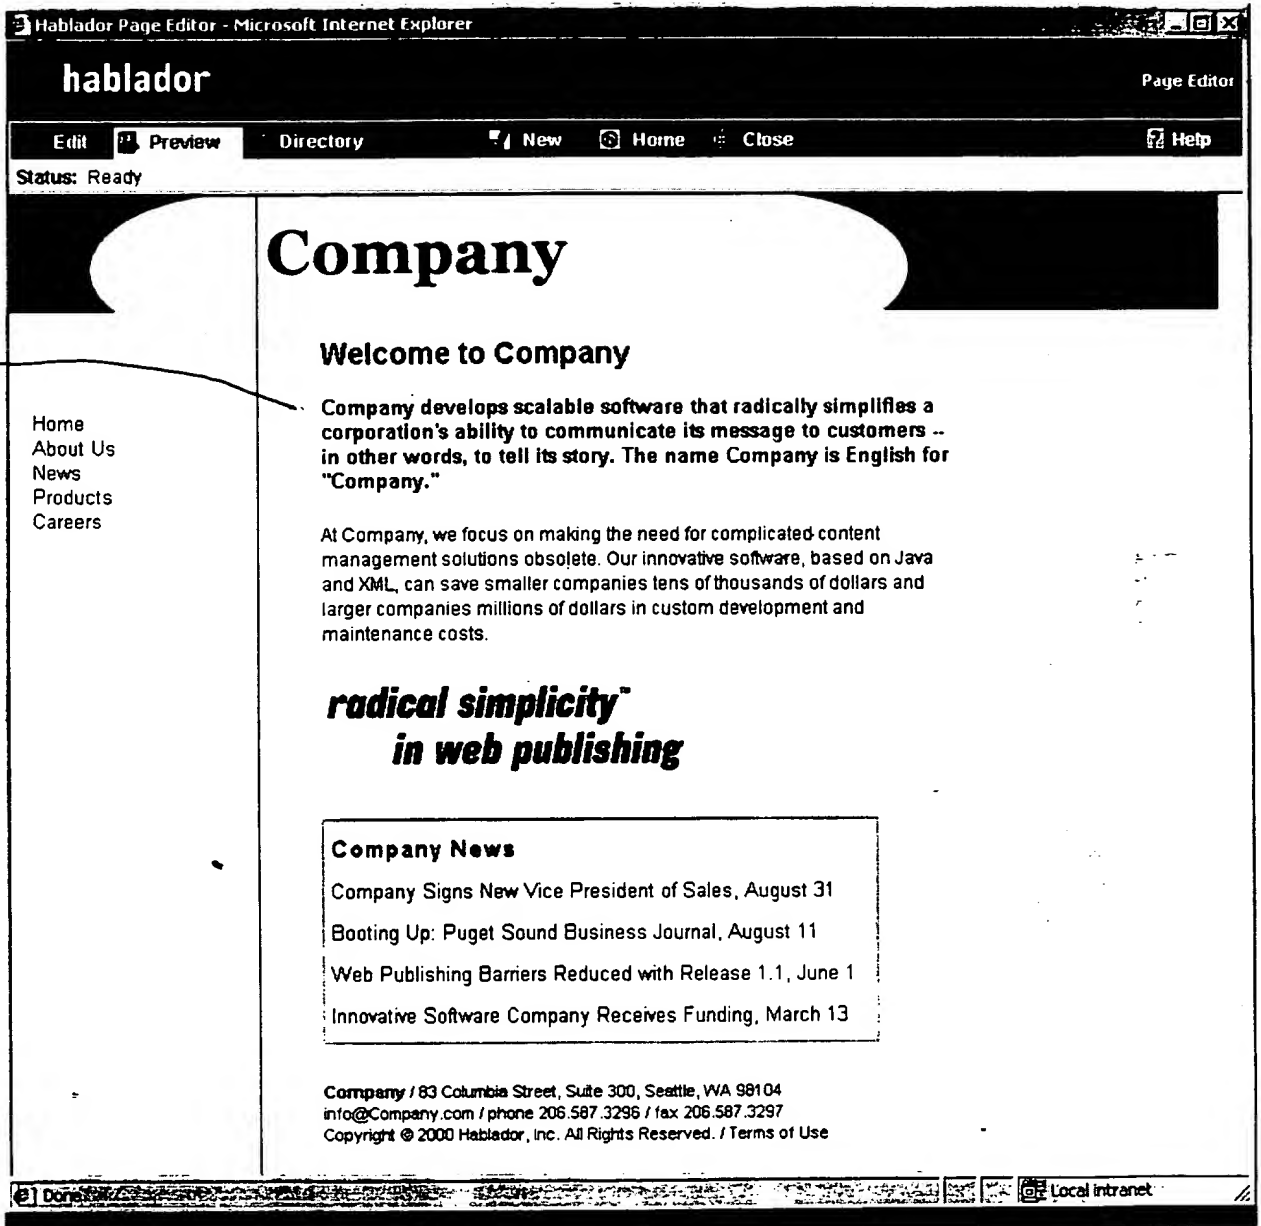 Hablador Page Editor - Microsoft Internet Explorer
hablador
Page Editor
Edit Preview Directory New Home Close Help
Status: Ready
Company
Welcome to Company
Company develops scalable software that radically simplifies a
corporation's ability to communicate its message to customers --
in other words, to tell its story. The name Company is English for
"Company."
Home
About Us
News
Products
Careers
At Company, we focus on making the need for complicated content
management solutions obsolete. Our innovative software, based on Java
and XML, can save smaller companies tens of thousands of dollars and
larger companies millions of dollars in custom development and
maintenance costs.
radical simplicity™
in web publishing
Company News
Company Signs New Vice President of Sales, August 31
Booting Up: Puget Sound Business Journal, August 11
Web Publishing Barriers Reduced with Release 1.1, June 1
Innovative Software Company Receives Funding, March 13
Company / 83 Columbia Street, Suite 300, Seattle, WA 98104
info@Company.com / phone 206.587.3296 / fax 206.587.3297
Copyright © 2000 Hablador, Inc. All Rights Reserved. / Terms of Use
Done
Local intranet